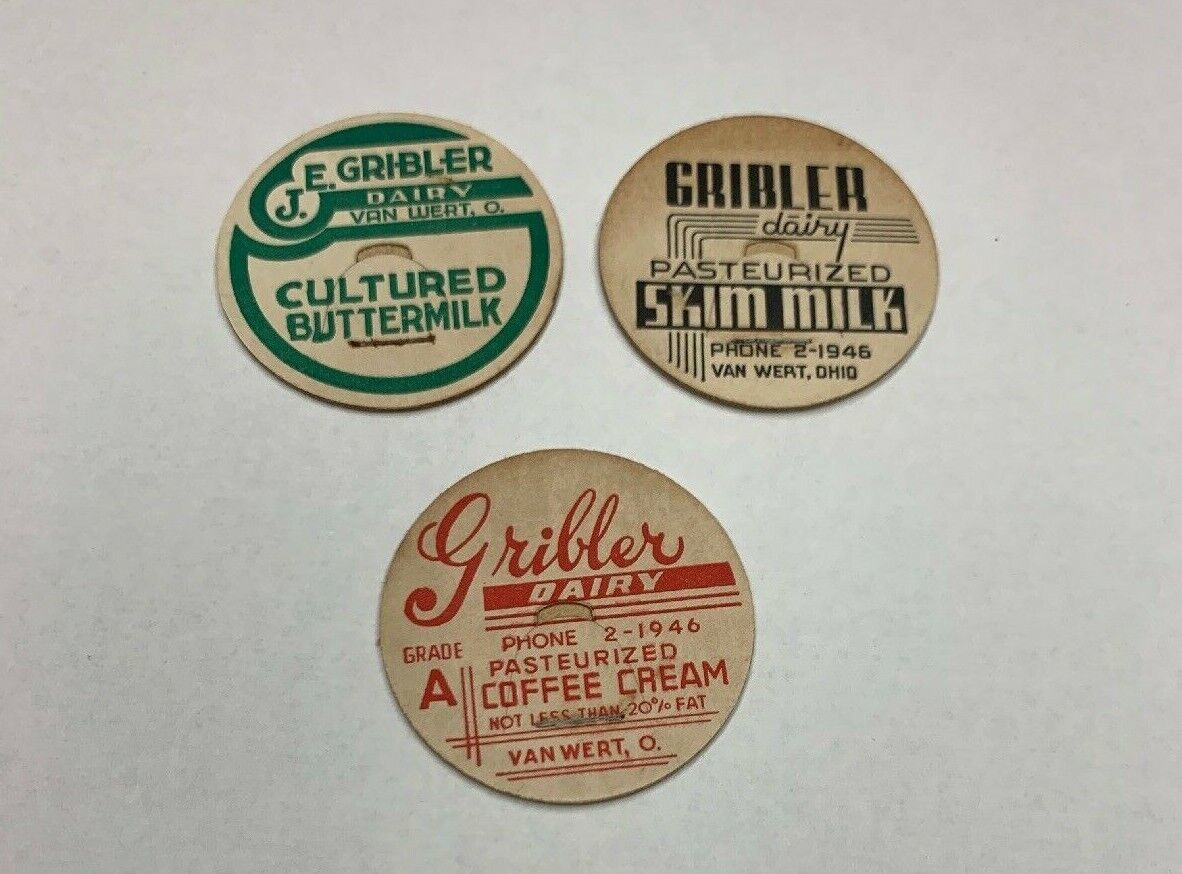 J. E. GRIBLER
DAIRY
VAN WERT, O.
CULTURED
BUTTERMILK
GRIBLER
dairy
PASTEURIZED
SKIM MILK
PHONE 2-1946
VAN WERT, OHIO
Gribler
DAIRY
PHONE 2-1946
GRADE A
PASTEURIZED
COFFEE CREAM
NOT LESS THAN 20% FAT
VAN WERT, O.